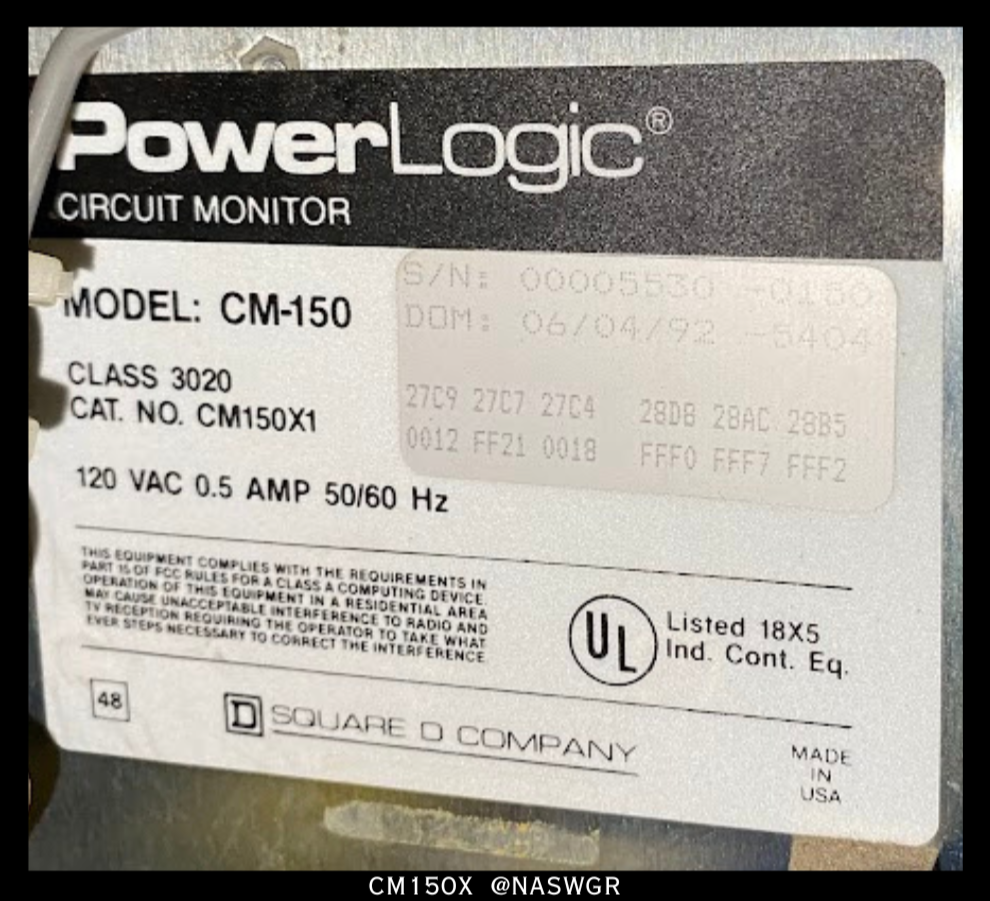 PowerLogic®
CIRCUIT MONITOR
MODEL: CM-150
S/N: 00005530 -0150
DOM: 06/04/92 -5404
CLASS 3020
CAT. NO. CM150X1
27C9 27C7 27C4 28D8 28AC 28B5
0012 FF21 0018 FFF0 FFF7 FFF2
120 VAC 0.5 AMP 50/60 Hz
THIS EQUIPMENT COMPLIES WITH THE REQUIREMENTS IN
PART 15 OF FCC RULES FOR A CLASS A COMPUTING DEVICE.
OPERATION OF THIS EQUIPMENT IN A RESIDENTIAL AREA
MAY CAUSE UNACCEPTABLE INTERFERENCE TO RADIO AND
TV RECEPTION REQUIRING THE OPERATOR TO TAKE WHAT
EVER STEPS NECESSARY TO CORRECT THE INTERFERENCE
UL
Listed 18X5
Ind. Cont. Eq.
48
D SQUARE D COMPANY
MADE
IN
USA
CM150X @NASWGR